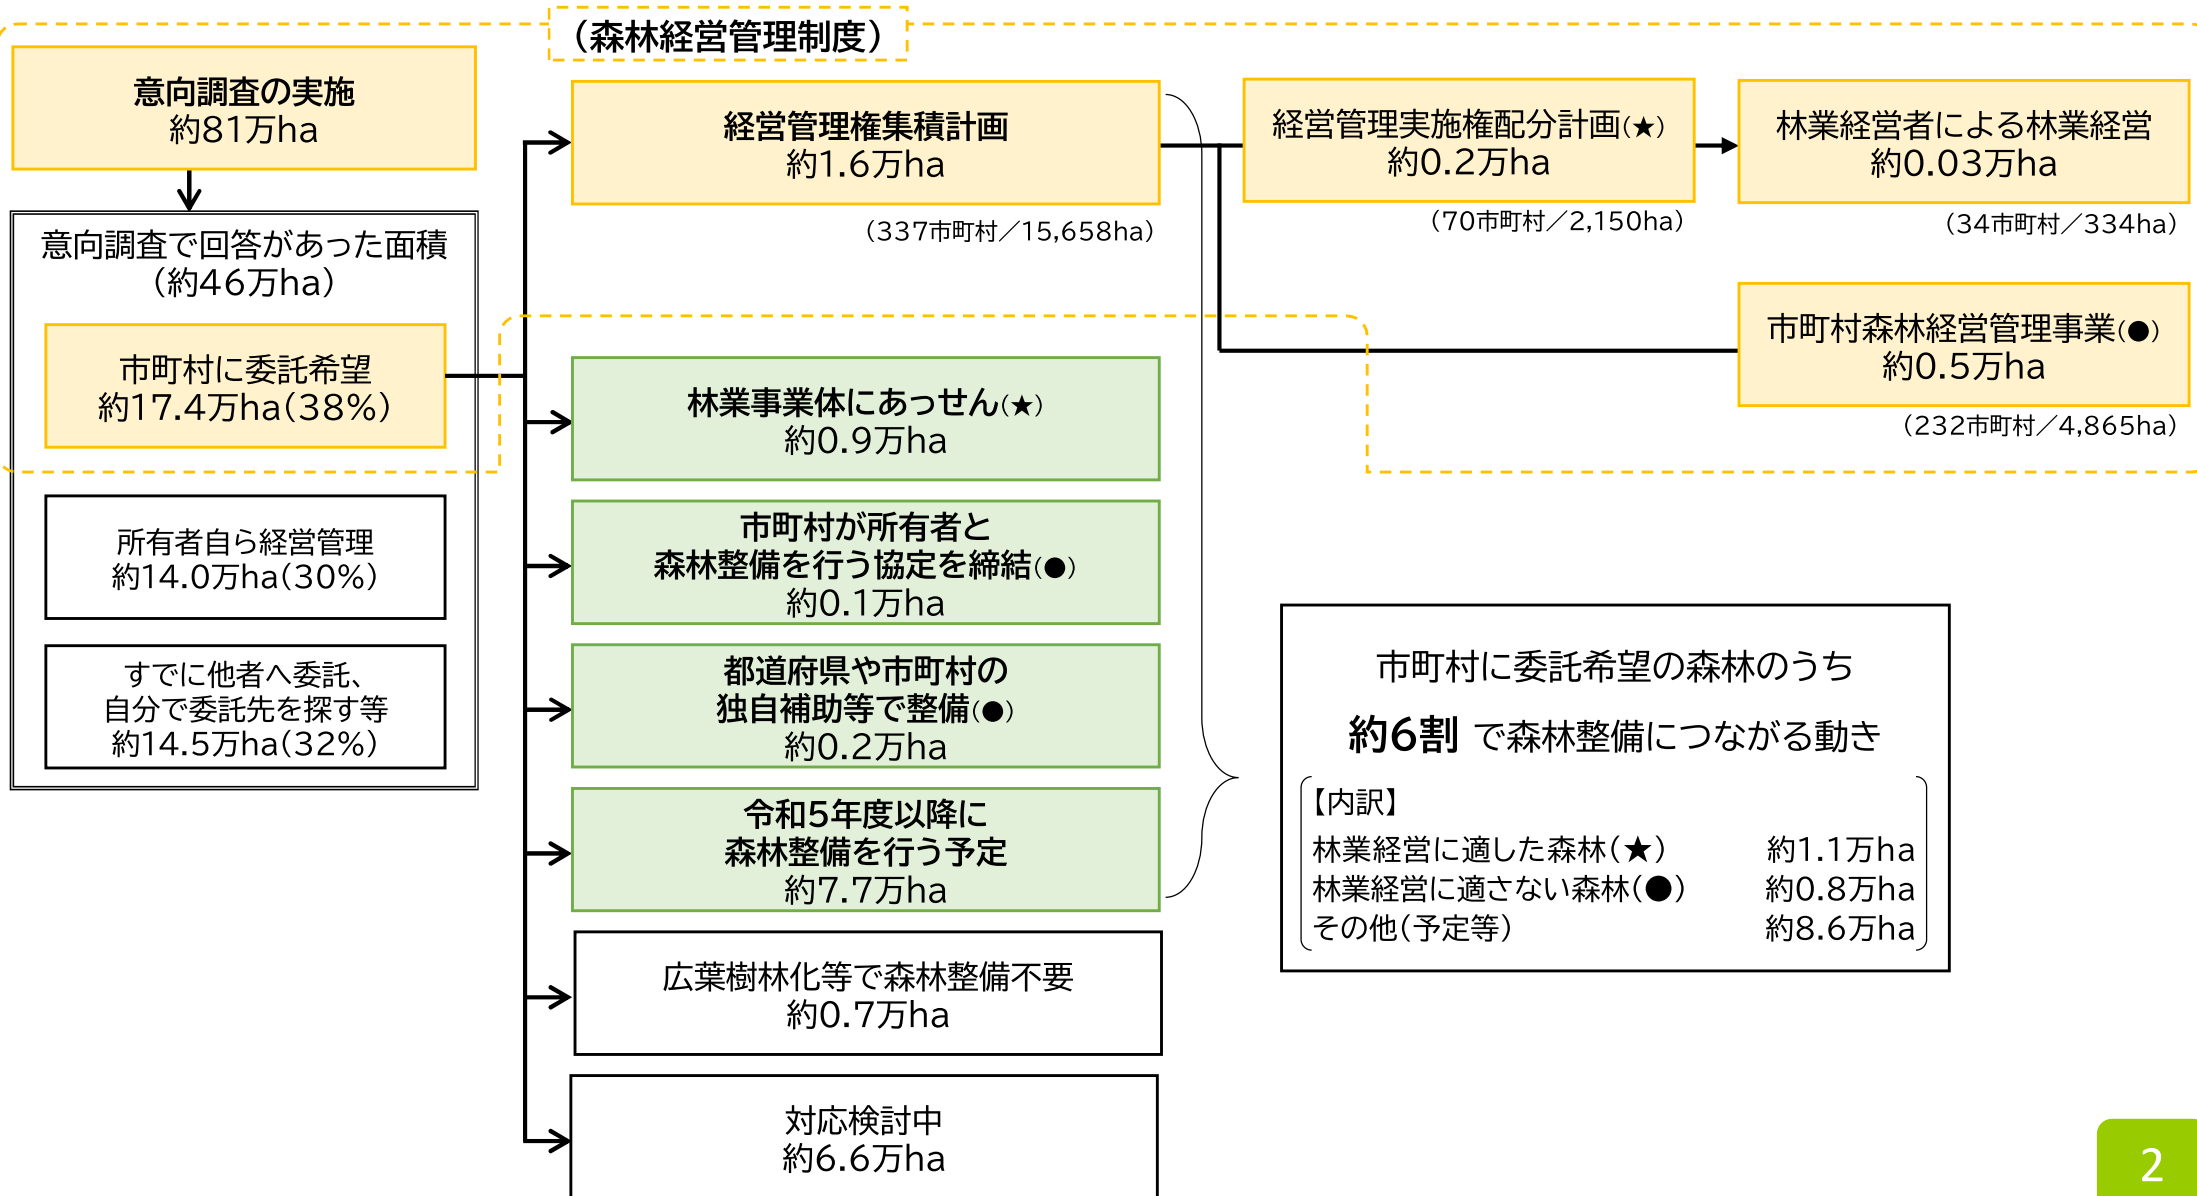 （森林経営管理制度）
意向調査の実施
約81万ha
意向調査で回答があった面積
（約46万ha）
市町村に委託希望
約17.4万ha（38%）
所有者自ら経営管理
約14.0万ha（30%）
すでに他者へ委託、
自分で委託先を探す等
約14.5万ha（32%）
経営管理権集積計画
約1.6万ha
（337市町村／15,658ha）
林業事業体にあっせん（★）
約0.9万ha
市町村が所有者と
森林整備を行う協定を締結（●）
約0.1万ha
都道府県や市町村の
独自補助等で整備（●）
約0.2万ha
令和5年度以降に
森林整備を行う予定
約7.7万ha
広葉樹林化等で森林整備不要
約0.7万ha
対応検討中
約6.6万ha
経営管理実施権配分計画（★）
約0.2万ha
（70市町村／2,150ha）
林業経営者による林業経営
約0.03万ha
（34市町村／334ha）
市町村森林経営管理事業（●）
約0.5万ha
（232市町村／4,865ha）
市町村に委託希望の森林のうち
約6割 で森林整備につながる動き
【内訳】
林業経営に適した森林（★） 約1.1万ha
林業経営に適さない森林（●） 約0.8万ha
その他（予定等） 約8.6万ha
2